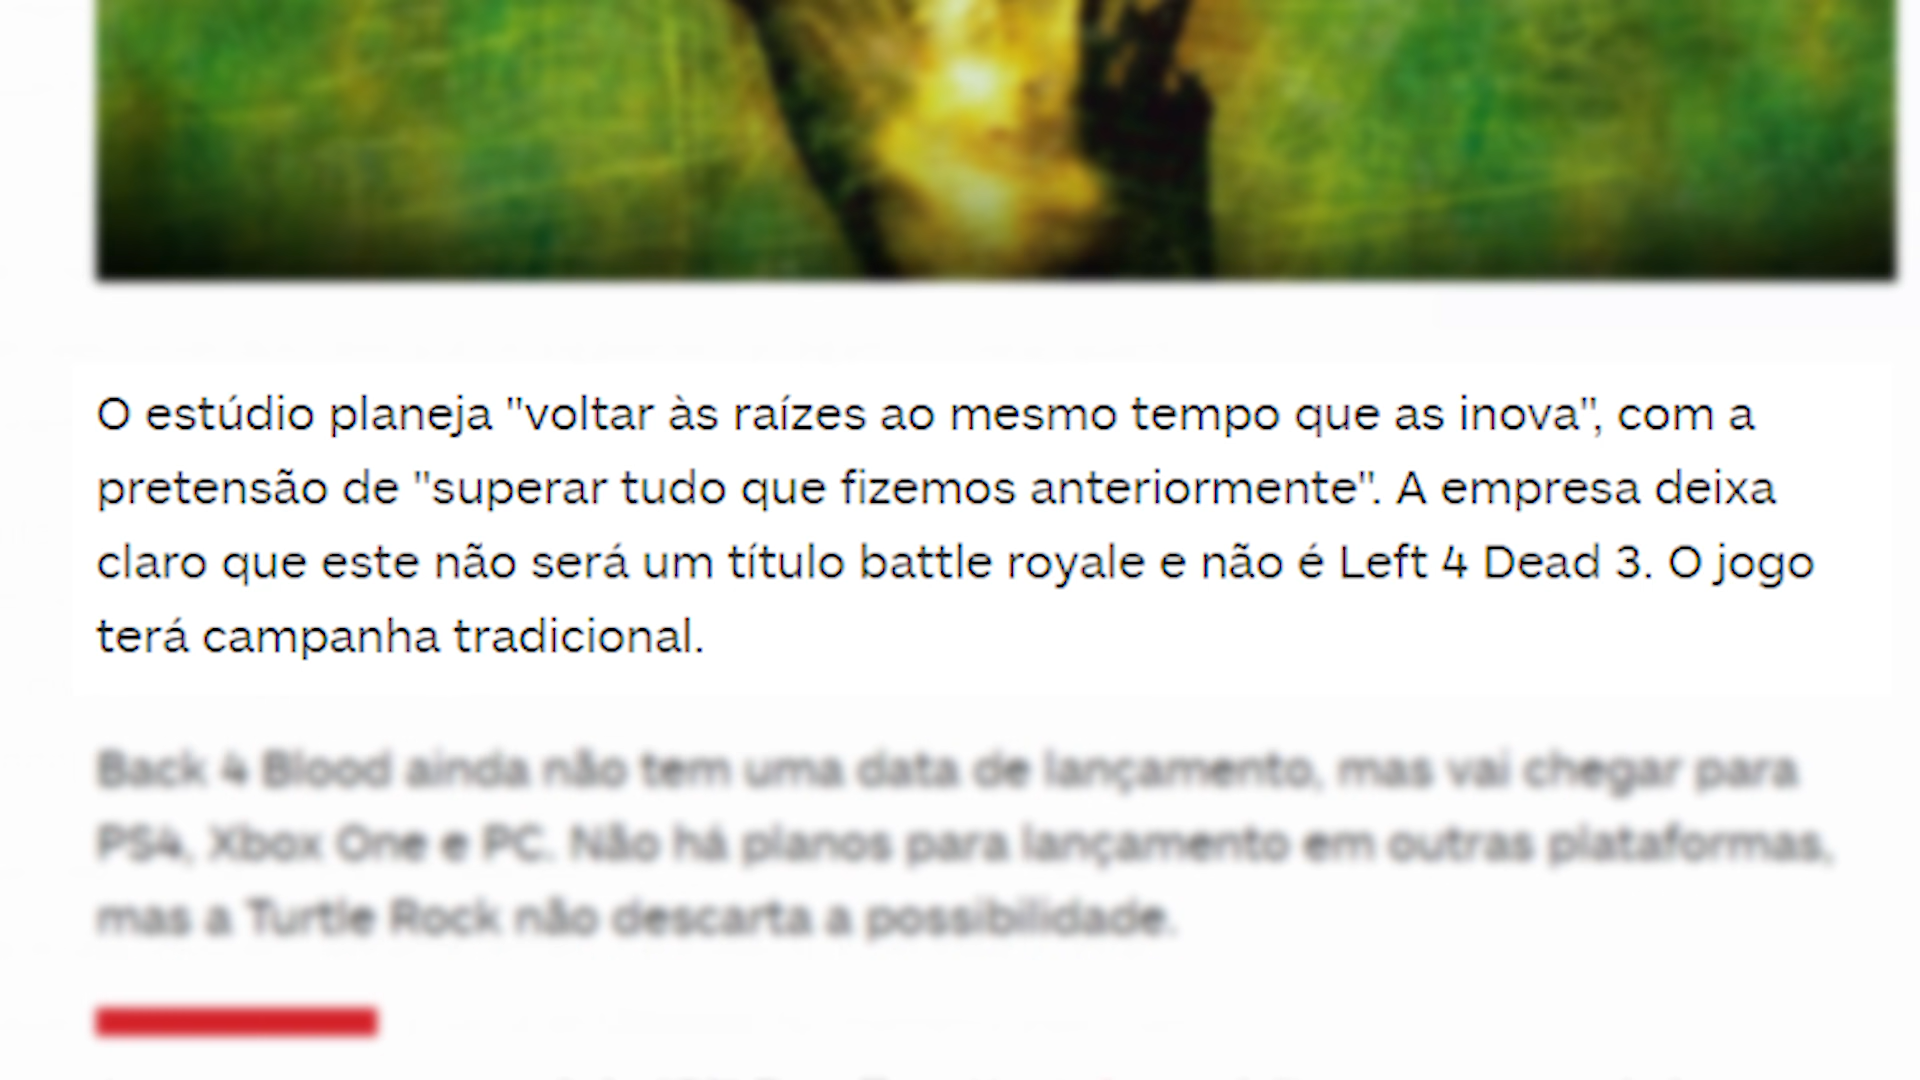 O estúdio planeja "voltar às raízes ao mesmo tempo que as inova", com a
pretensão de "superar tudo que fizemos anteriormente". A empresa deixa
claro que este não será um título battle royale e não é Left 4 Dead 3. O jogo
terá campanha tradicional.
Back 4 Blood ainda não tem uma data de lançamento, mas vai chegar para
PS4, Xbox One e PC. Não há planos para lançamento em outras plataformas,
mas a Turtle Rock não descarta a possibilidade.